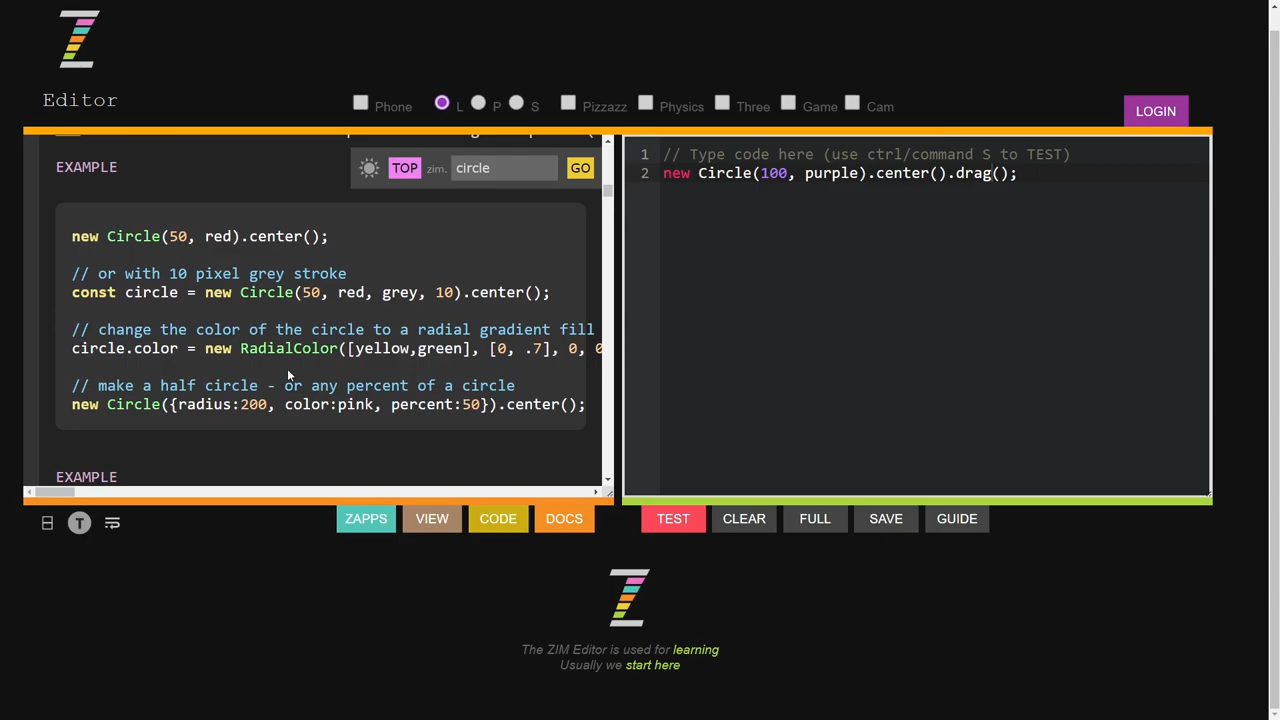 Editor
Phone L P S Pizzazz Physics Three Game Cam
LOGIN
EXAMPLE
TOP zim. circle GO
new Circle(50, red).center();
// or with 10 pixel grey stroke
const circle = new Circle(50, red, grey, 10).center();
// change the color of the circle to a radial gradient fill
circle.color = new RadialColor([yellow,green], [0, .7], 0, 0
// make a half circle - or any percent of a circle
new Circle({radius:200, color:pink, percent:50}).center();
EXAMPLE
1 // Type code here (use ctrl/command S to TEST)
2 new Circle(100, purple).center().drag();
T
ZAPPS VIEW CODE DOCS
TEST CLEAR FULL SAVE GUIDE
The ZIM Editor is used for learning
Usually we start here